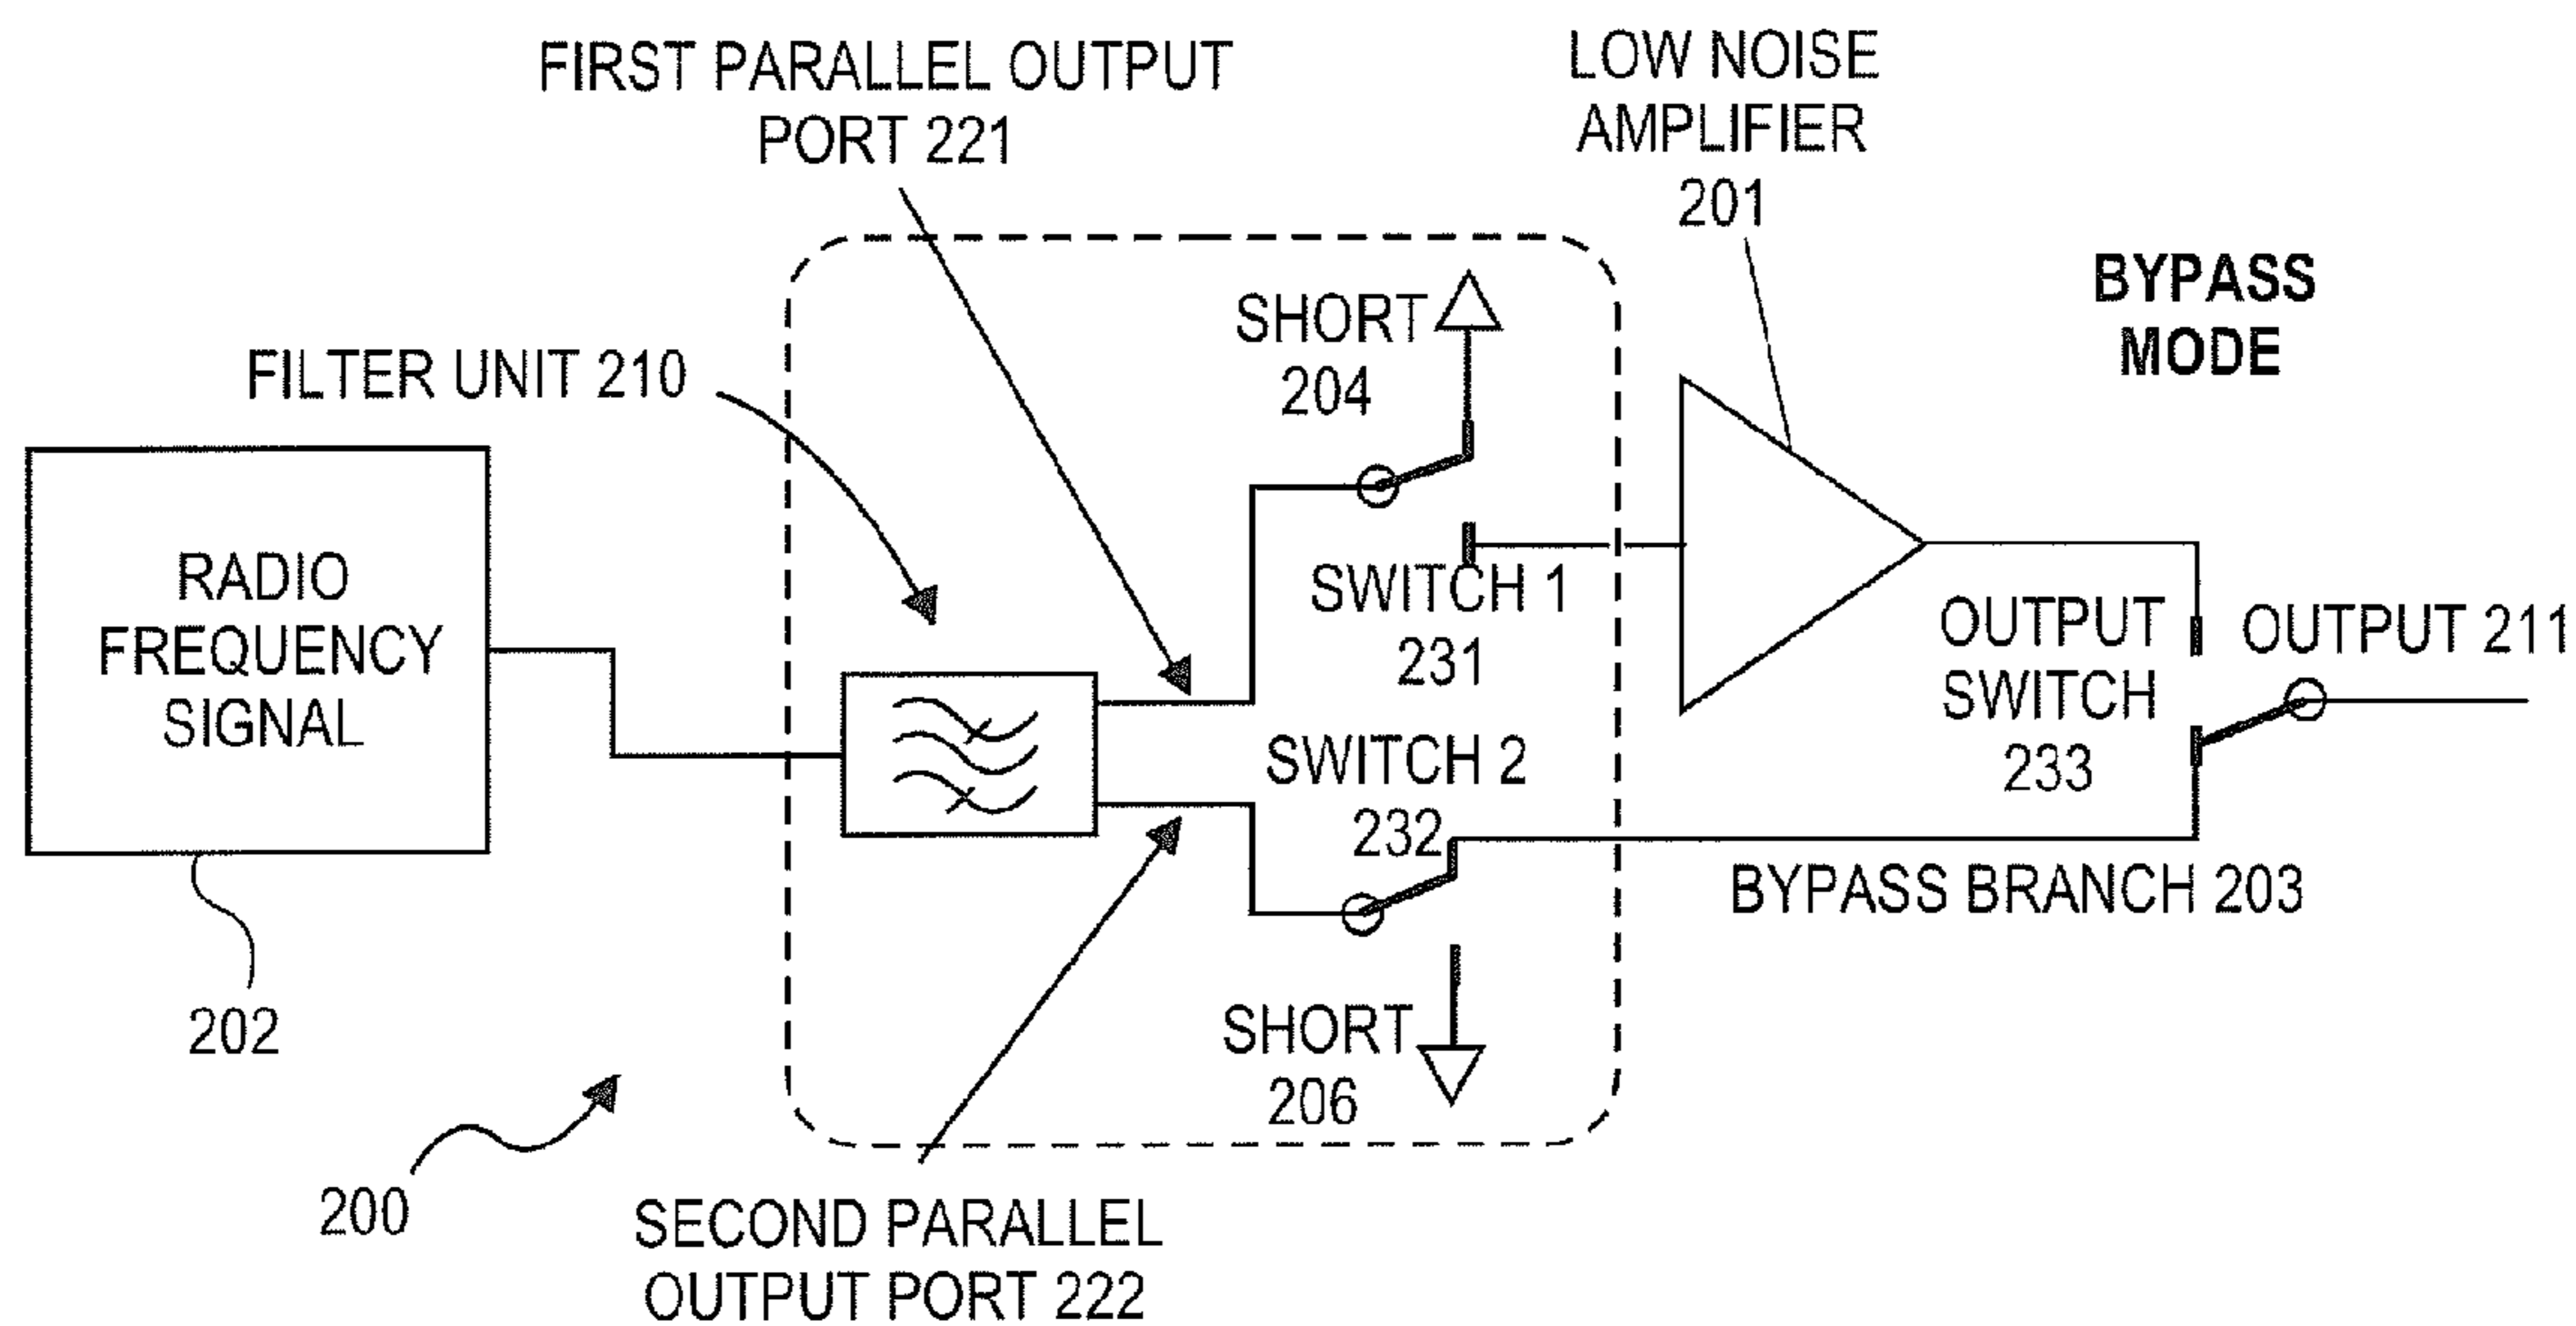 FIRST PARALLEL OUTPUT
PORT 221
LOW NOISE
AMPLIFIER
201
BYPASS
MODE
SHORT
204
FILTER UNIT 210
RADIO
FREQUENCY
SIGNAL
SWITCH 1
231
OUTPUT
SWITCH
233
OUTPUT 211
SWITCH 2
232
BYPASS BRANCH 203
202
SHORT
206
200
SECOND PARALLEL
OUTPUT PORT 222